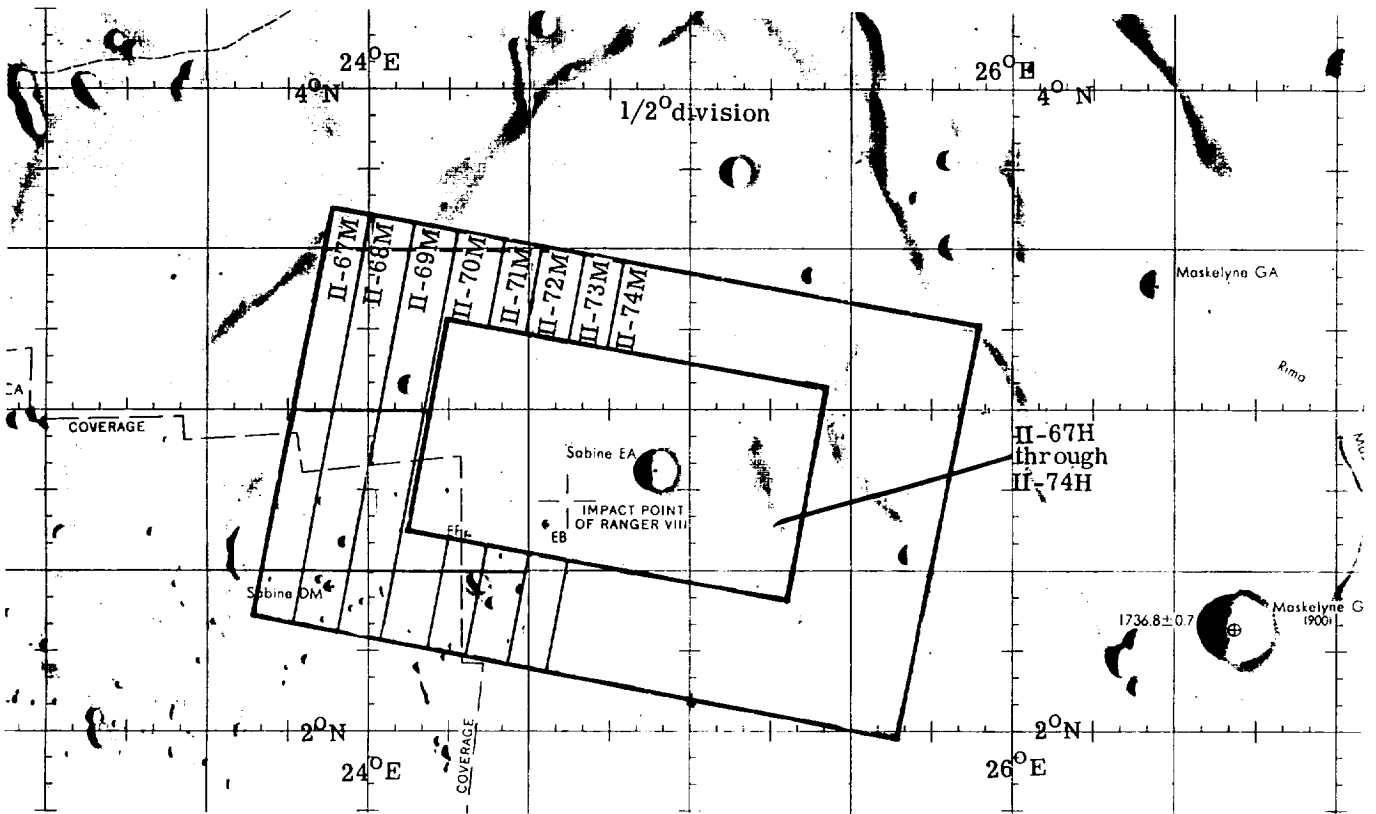 24°E
26°E
4°N
4° N
1/2°division
II-67M
II-68M
II-69M
II-70M
II-71M
II-72M
II-73M
II-74M
Maskelyne GA
Rima
CA
COVERAGE
Sabine EA
II-67H
through
II-74H
IMPACT POINT
OF RANGER VIII
EB
Sabine DM
1736.8±0.7
Maskelyne G
(900)
2°N
2°N
24°E
26°E
COVERAGE